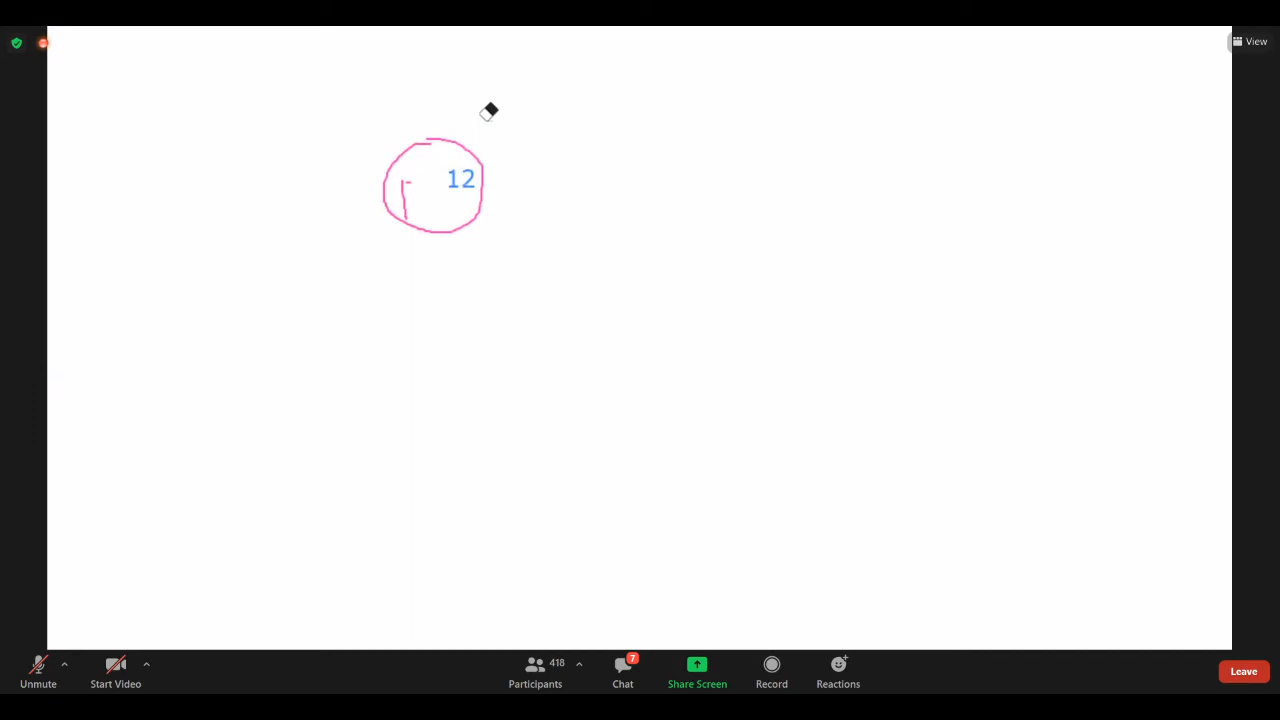 View
12
418
7
Unmute
Start Video
Participants
Chat
Share Screen
Record
Reactions
Leave